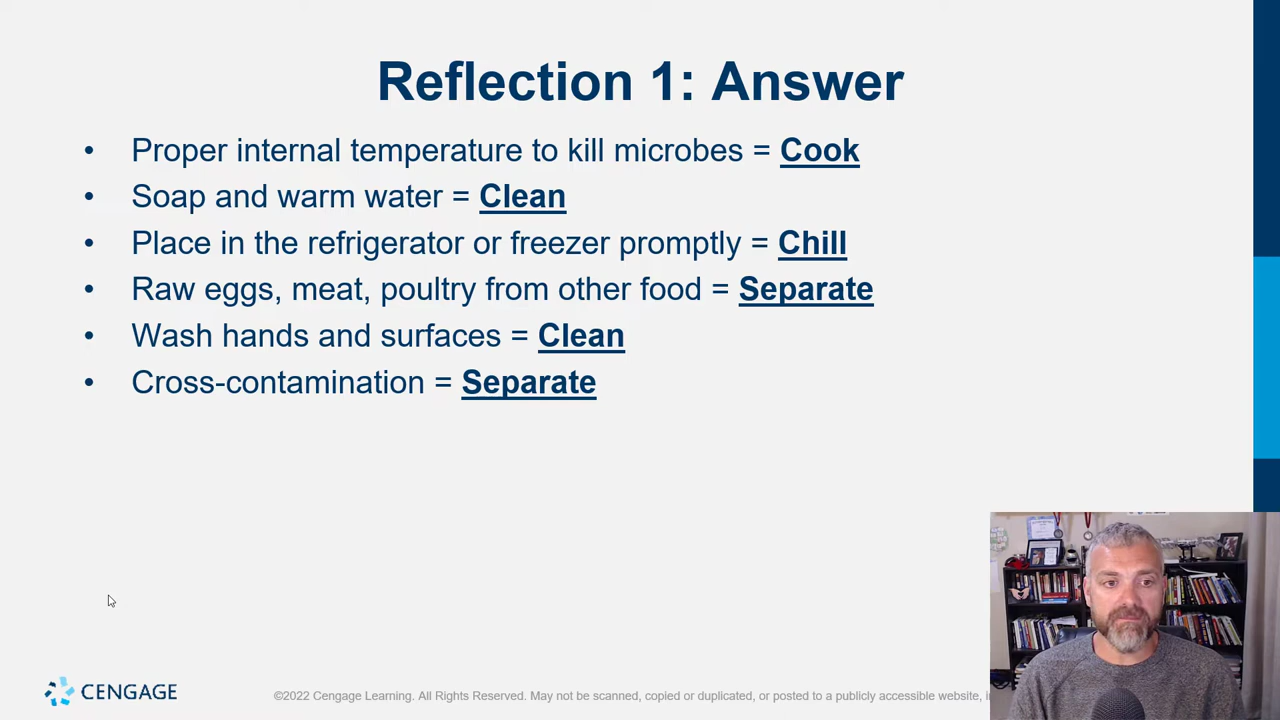 Reflection 1: Answer
• Proper internal temperature to kill microbes = Cook
• Soap and warm water = Clean
• Place in the refrigerator or freezer promptly = Chill
• Raw eggs, meat, poultry from other food = Separate
• Wash hands and surfaces = Clean
• Cross-contamination = Separate
CENGAGE
©2022 Cengage Learning. All Rights Reserved. May not be scanned, copied or duplicated, or posted to a publicly accessible website,